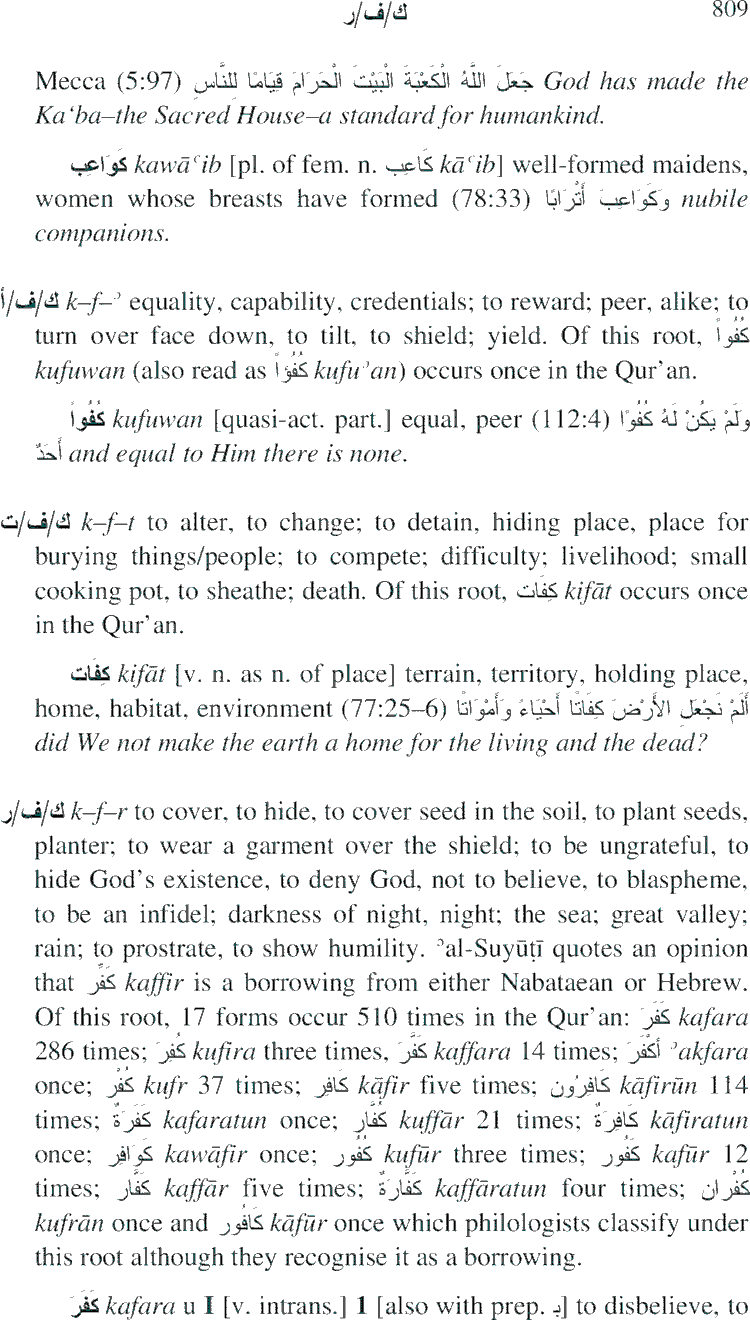 ك/ف/ر 809
Mecca (5:97) جَعَلَ اللَّهُ الْكَعْبَةَ الْبَيْتَ الْحَرَامَ قِيَامًا لِلنَّاسِ God has made the
Ka‘ba–the Sacred House–a standard for humankind.
كَوَاعِب kawāʿib [pl. of fem. n. كَاعِب kāʿib] well-formed maidens,
women whose breasts have formed (78:33) وَكَوَاعِبَ أَتْرَابًا nubile
companions.
ك/ف/أ k–f–ʾ equality, capability, credentials; to reward; peer, alike; to
turn over face down, to tilt, to shield; yield. Of this root, كُفُواً
kufuwan (also read as كُفُؤاً kufuʾan) occurs once in the Qur’an.
كُفُواً kufuwan [quasi-act. part.] equal, peer (112:4) وَلَمْ يَكُنْ لَهُ كُفُوًا
أَحَدٌ and equal to Him there is none.
ك/ف/ت k–f–t to alter, to change; to detain, hiding place, place for
burying things/people; to compete; difficulty; livelihood; small
cooking pot, to sheathe; death. Of this root, كِفَات kifāt occurs once
in the Qur’an.
كِفَات kifāt [v. n. as n. of place] terrain, territory, holding place,
home, habitat, environment (77:25–6) أَلَمْ نَجْعَلِ الأَرْضَ كِفَاتًا أَحْيَاءً وَأَمْوَاتًا
did We not make the earth a home for the living and the dead?
ك/ف/ر k–f–r to cover, to hide, to cover seed in the soil, to plant seeds,
planter; to wear a garment over the shield; to be ungrateful, to
hide God’s existence, to deny God, not to believe, to blaspheme,
to be an infidel; darkness of night, night; the sea; great valley;
rain; to prostrate, to show humility. ʾal-Suyūṭī quotes an opinion
that كَفِّر kaffir is a borrowing from either Nabataean or Hebrew.
Of this root, 17 forms occur 510 times in the Qur’an: كَفَرَ kafara
286 times; كُفِرَ kufira three times, كَفَّرَ kaffara 14 times; أَكْفَرَ ʾakfara
once; كُفْر kufr 37 times; كَافِر kāfir five times; كَافِرُون kāfirūn 114
times; كَفَرَةٌ kafaratun once; كُفَّار kuffār 21 times; كَافِرَةٌ kāfiratun
once; كَوَافِر kawāfir once; كُفُور kufūr three times; كَفُور kafūr 12
times; كَفَّار kaffār five times; كَفَّارَةٌ kaffāratun four times; كُفْران
kufrān once and كَافُور kāfūr once which philologists classify under
this root although they recognise it as a borrowing.
كَفَرَ kafara u I [v. intrans.] 1 [also with prep. بـ] to disbelieve, to